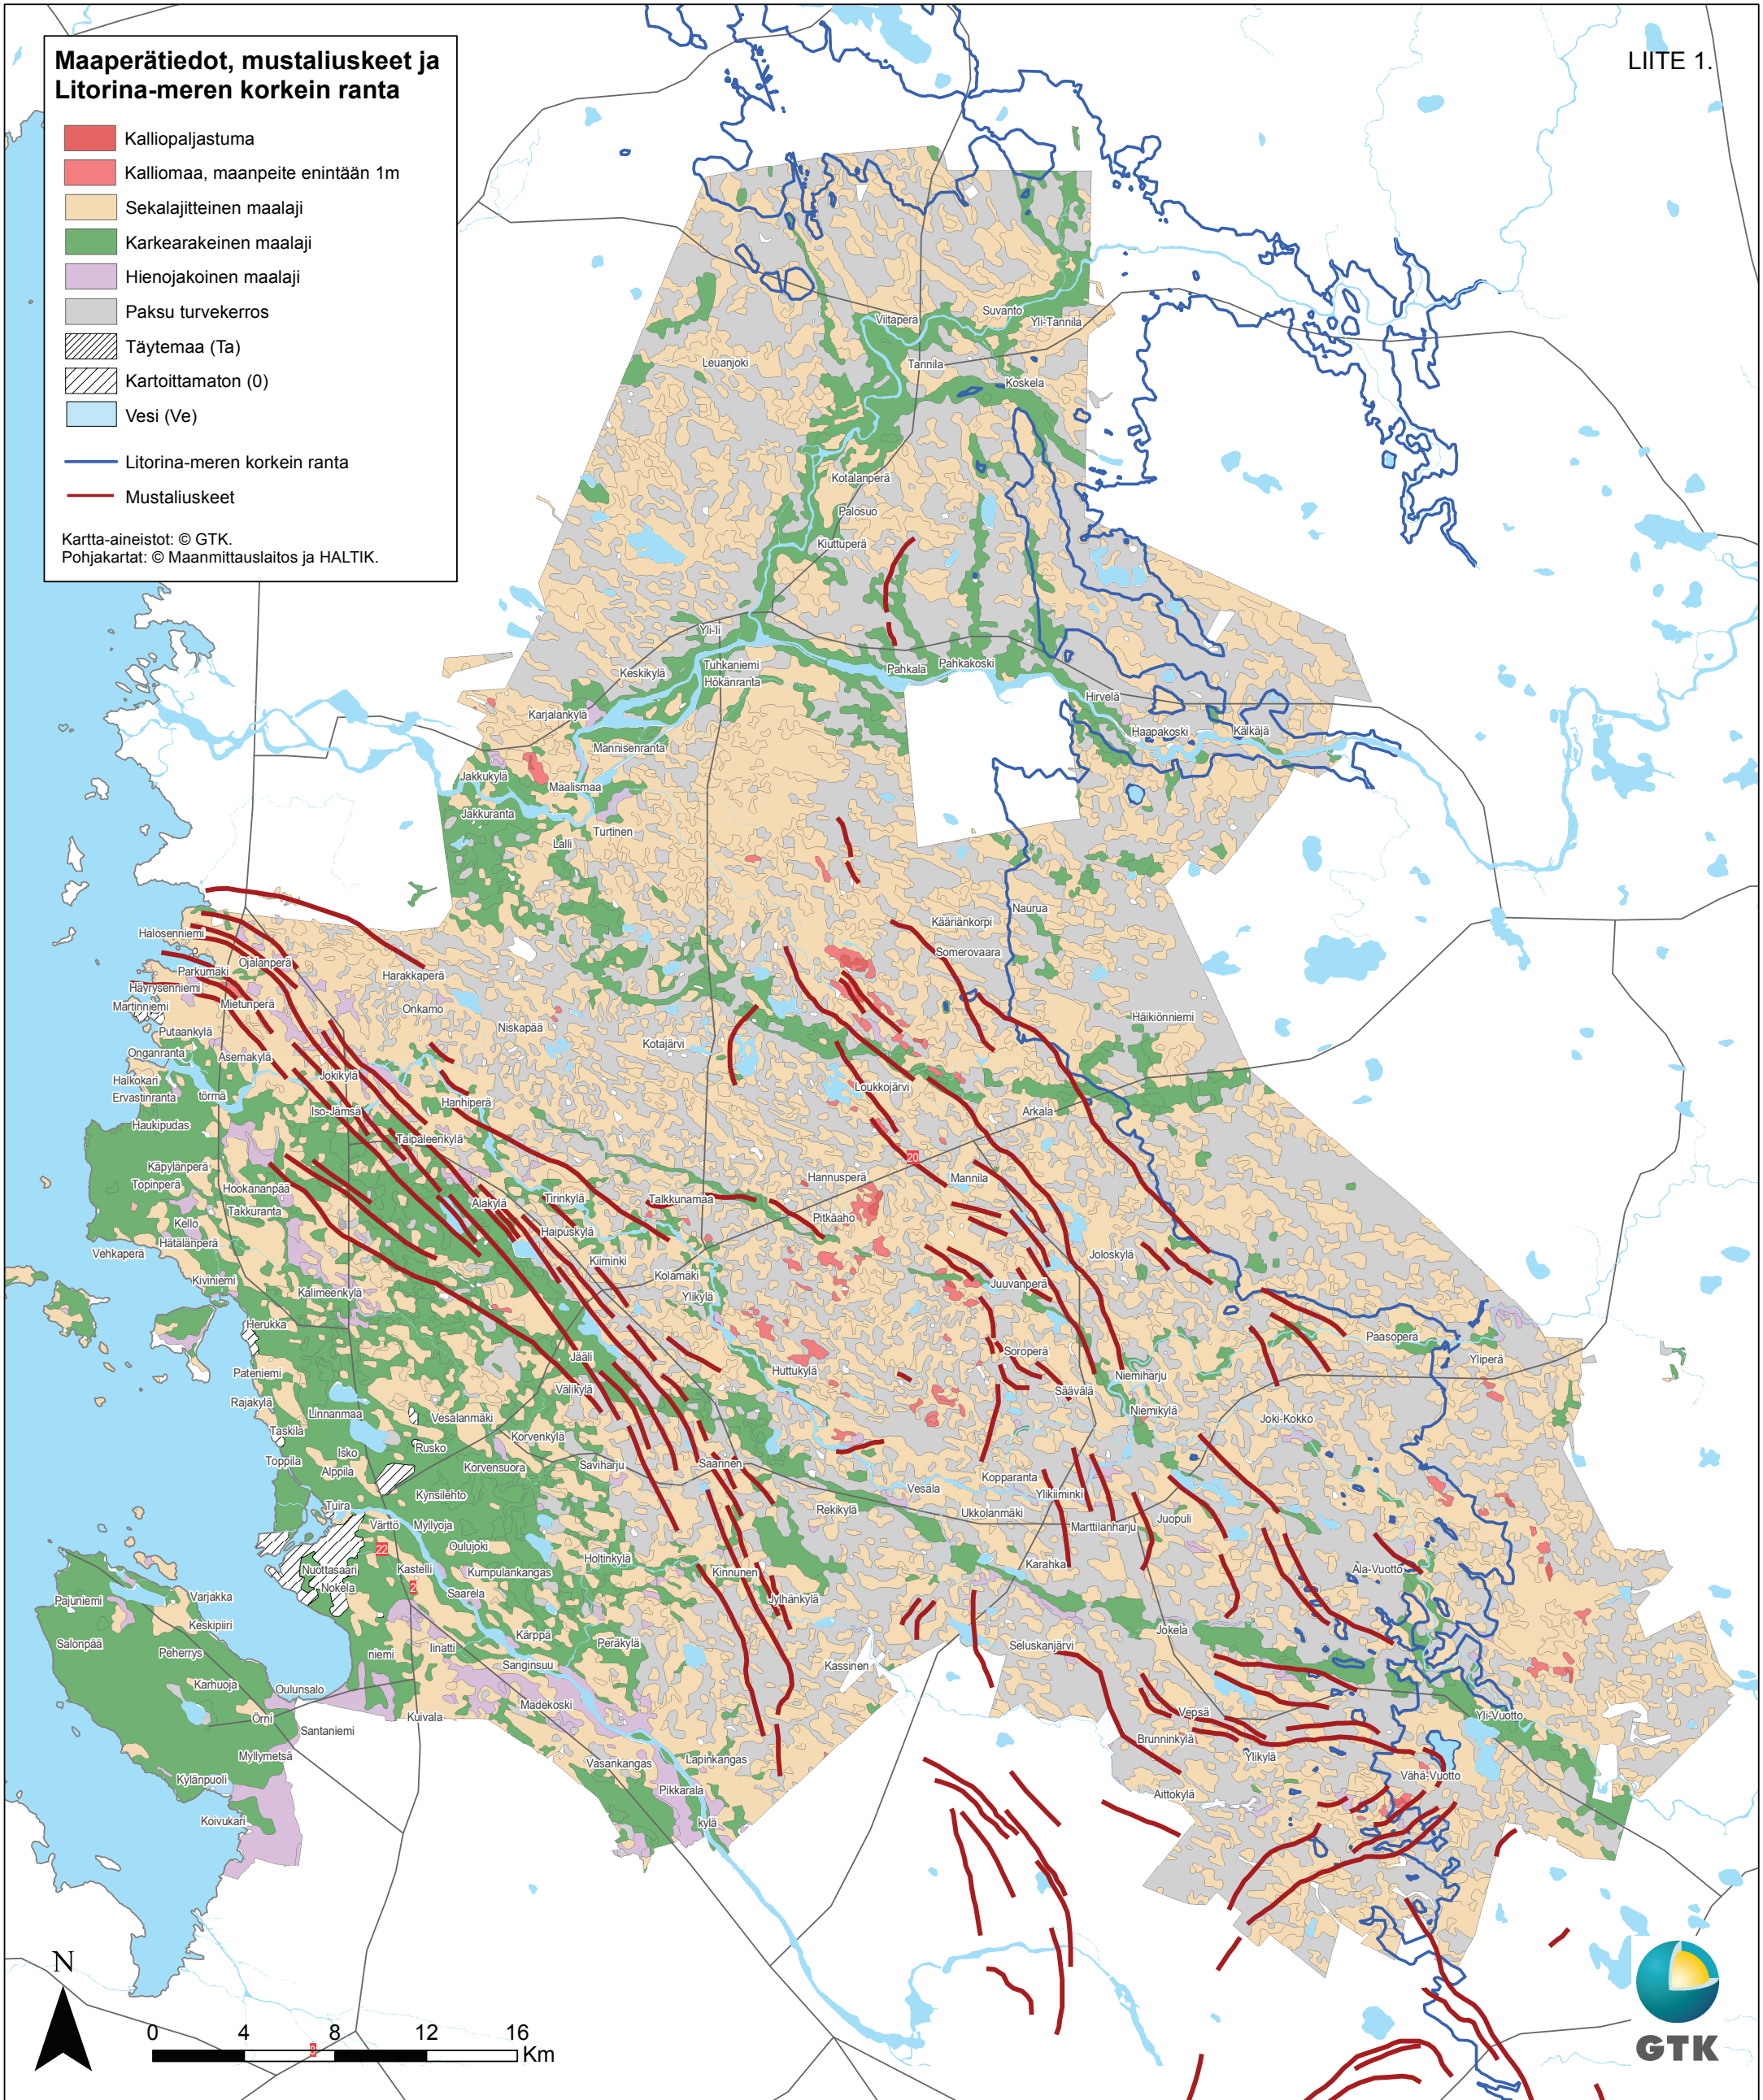 LIITE 1.
Maaperätiedot, mustaliuskeet ja
Litorina-meren korkein ranta
Kalliopaljastuma
Kalliomaa, maanpeite enintään 1m
Sekalajitteinen maalaji
Karkearakeinen maalaji
Hienojakoinen maalaji
Paksu turvekerros
Täytemaa (Ta)
Kartoittamaton (0)
Vesi (Ve)
Litorina-meren korkein ranta
Mustaliuskeet
Kartta-aineistot: © GTK.
Pohjakartat: © Maanmittauslaitos ja HALTIK.
Suvanto
Viitaperä
Yli-Tannila
Leuanjoki
Tannila
Koskela
Kotalanperä
Palosuo
Kiuttuperä
Yli-Ii
Keskikylä
Tuhkaniemi
Hökänranta
Pahkala
Pahkakoski
Hirvelä
Karjalankylä
Mannisenranta
Haapakoski
Kälkäjä
Jakkukylä
Maalismaa
Jakkuranta
Turtinen
Lalli
Naurua
Kääriänkorpi
Halosenniemi
Somerovaara
Ojalanperä
Parkumäki
Harakkaperä
Häyrysenniemi
Martinniemi
Mietunperä
Onkamo
Häikiönniemi
Niskapää
Putaankylä
Kotajärvi
Onganranta
Asemakylä
Jokikylä
Halkokari
Loukkojärvi
Ervastinranta
törmä
Hanhiperä
Iso-Jämsä
Arkala
Haukipudas
Taipaleenkylä
20
Käpylänperä
Hannusperä
Mannila
Topinperä
Hookananpää
Takkuranta
Alakylä
Tirinkylä
Talkkunamaa
Pitkäaho
Kello
Haipuskylä
Hätälänperä
Vehkaperä
Kiiminki
Joloskylä
Kolamäki
Kiviniemi
Kalimeenkylä
Ylikylä
Juuvanperä
Herukka
Paasoperä
Yliperä
Jääli
Soroperä
Pateniemi
Huttukylä
Niemiharju
Välikylä
Säävälä
Rajakylä
Linnanmaa
Vesalanmäki
Niemikylä
Joki-Kokko
Taskila
Korvenkylä
Isko
Rusko
Toppila
Alppila
Korvensuora
Saviharju
Saarinen
Kopparanta
Kynsilehto
Vesala
Ylikiiminki
Tuira
Rekikylä
Ukkolanmäki
Juopuli
Värttö
Myllyoja
Marttilanharju
22
Oulujoki
Holtinkylä
Karahka
Nuottasaari
Kastelli
Kumpulankangas
Kinnunen
Ala-Vuotto
Nokela
Saarela
Jylhänkylä
Varjakka
Pajuniemi
Keskipiiri
Kärppä
Jokela
Salonpää
Peherrys
niemi
Iinatti
Peräkylä
Seluskanjärvi
Sanginsuu
Kassinen
Karhuoja
Oulunsalo
Madekoski
Örni
Kuivala
Vepsä
Yli-Vuotto
Santaniemi
Brunninkylä
Myllymetsä
Vasankangas
Lapinkangas
Ylikylä
Vähä-Vuotto
Kylänpuoli
Pikkarala
Aittokylä
Koivukari
kylä
N
0 4 8 12 16
Km
GTK